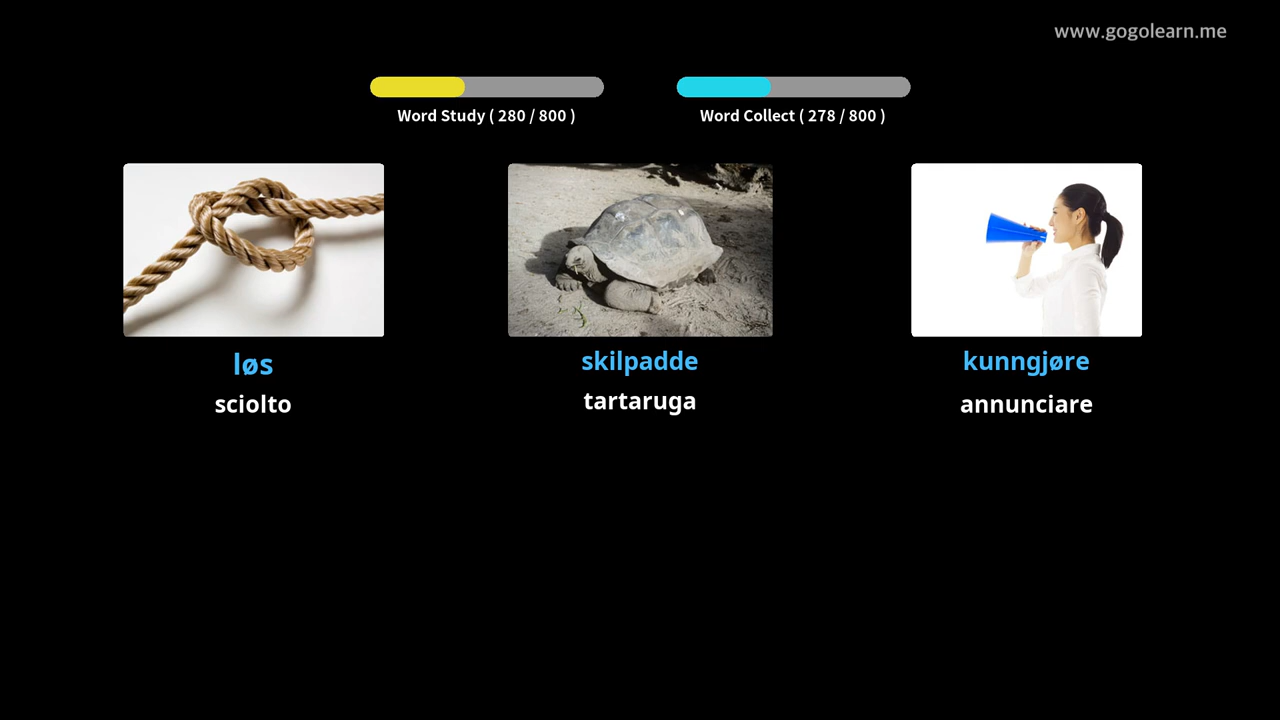 www.gogolearn.me
Word Study ( 280 / 800 )
Word Collect ( 278 / 800 )
løs
skilpadde
kunngjøre
sciolto
tartaruga
annunciare